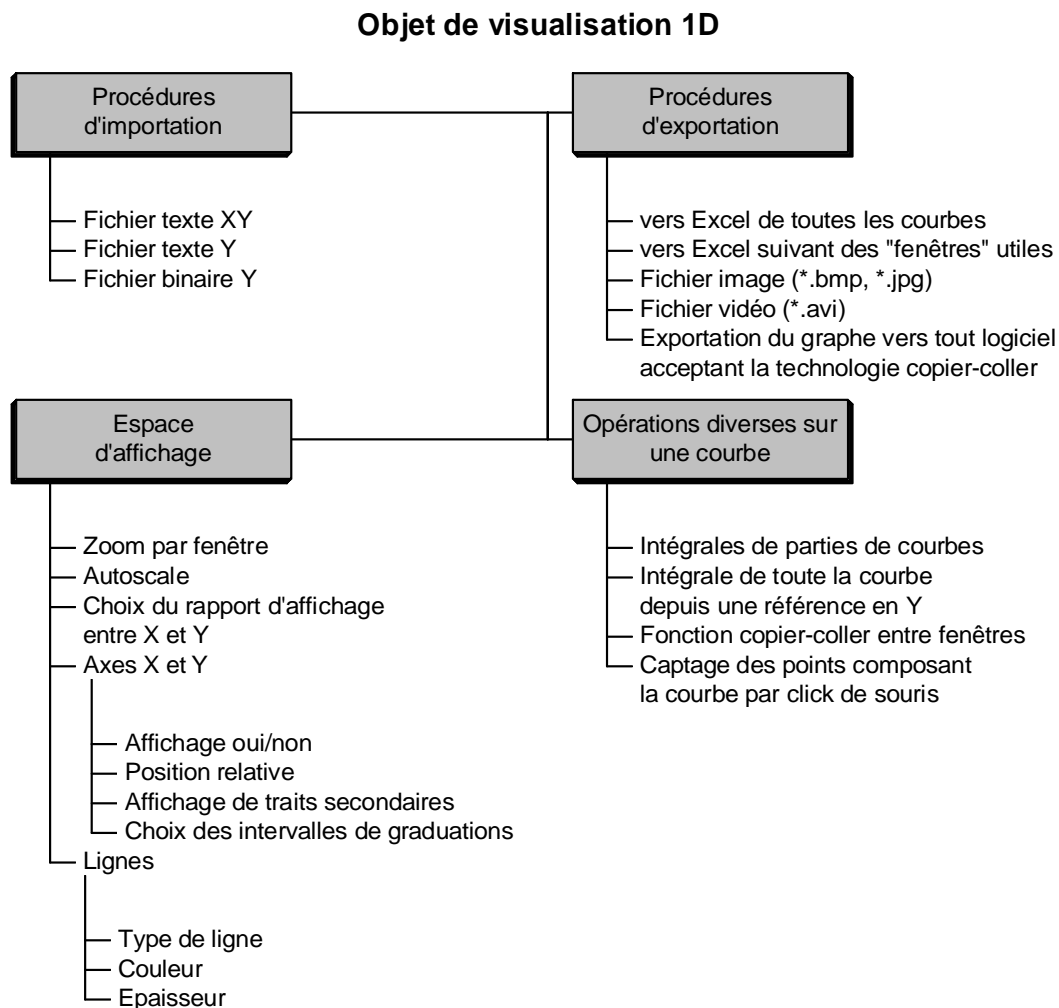 Objet de visualisation 1D
Procédures
d'importation
Fichier texte XY
Fichier texte Y
Fichier binaire Y
Procédures
d'exportation
vers Excel de toutes les courbes
vers Excel suivant des "fenêtres" utiles
Fichier image (*.bmp, *.jpg)
Fichier vidéo (*.avi)
Exportation du graphe vers tout logiciel
acceptant la technologie copier-coller
Espace
d'affichage
Zoom par fenêtre
Autoscale
Choix du rapport d'affichage
entre X et Y
Axes X et Y
Affichage oui/non
Position relative
Affichage de traits secondaires
Choix des intervalles de graduations
Lignes
Type de ligne
Couleur
Epaisseur
Opérations diverses sur
une courbe
Intégrales de parties de courbes
Intégrale de toute la courbe
depuis une référence en Y
Fonction copier-coller entre fenêtres
Captage des points composant
la courbe par click de souris